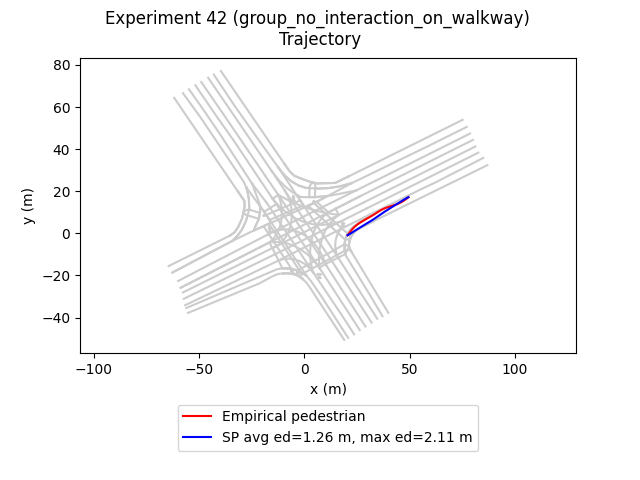 Experiment 42 (group_no_interaction_on_walkway)
Trajectory
80
60
40
20
0
−20
−40
y (m)
−100
−50
0
50
100
x (m)
Empirical pedestrian
SP avg ed=1.26 m, max ed=2.11 m